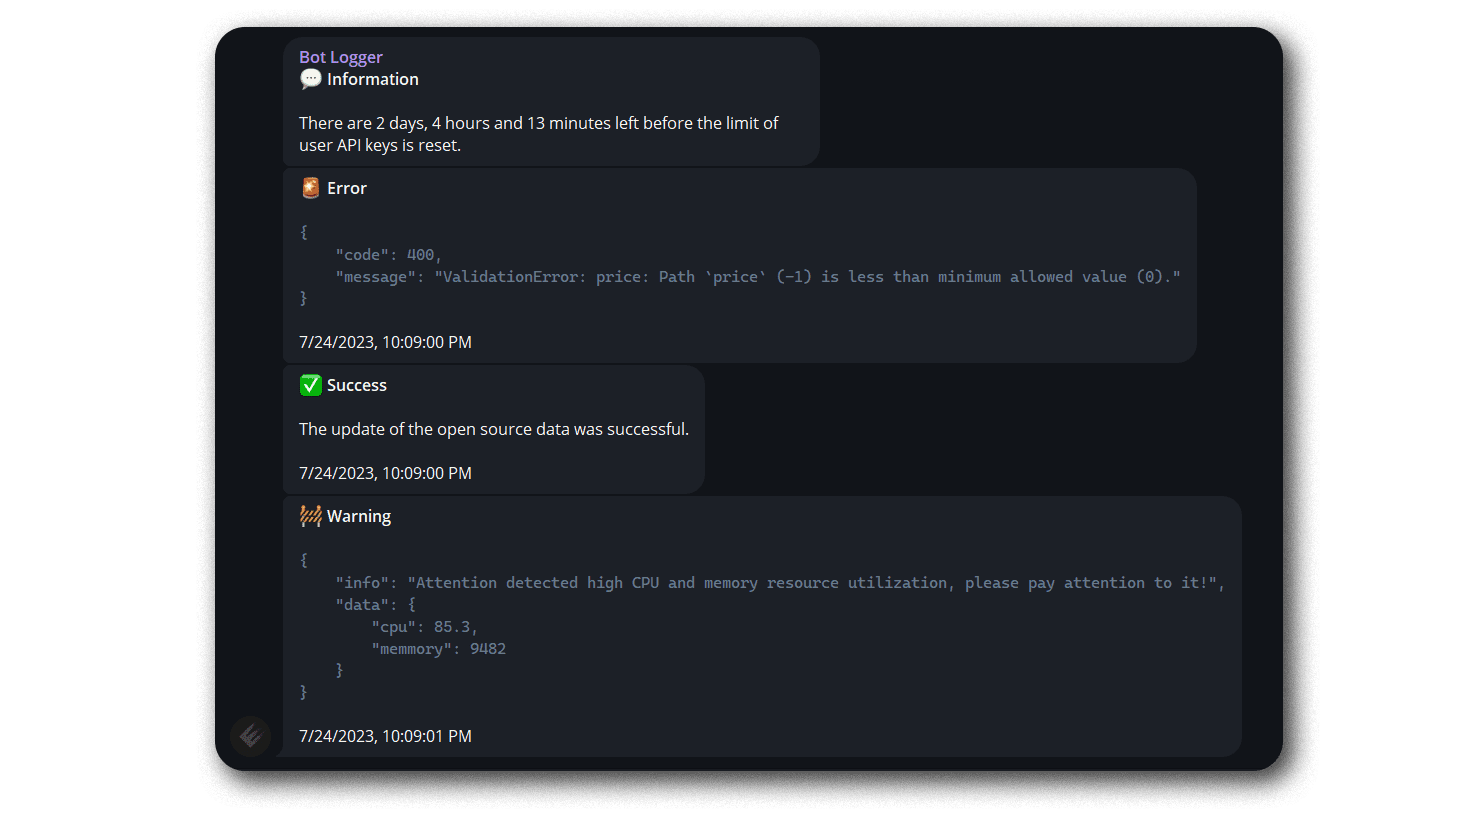 Bot Logger
💬 Information
There are 2 days, 4 hours and 13 minutes left before the limit of
user API keys is reset.
🚨 Error
{
    "code": 400,
    "message": "ValidationError: price: Path `price` (-1) is less than minimum allowed value (0)."
}
7/24/2023, 10:09:00 PM
✅ Success
The update of the open source data was successful.
7/24/2023, 10:09:00 PM
🚧 Warning
{
    "info": "Attention detected high CPU and memory resource utilization, please pay attention to it!",
    "data": {
        "cpu": 85.3,
        "memmory": 9482
    }
}
7/24/2023, 10:09:01 PM